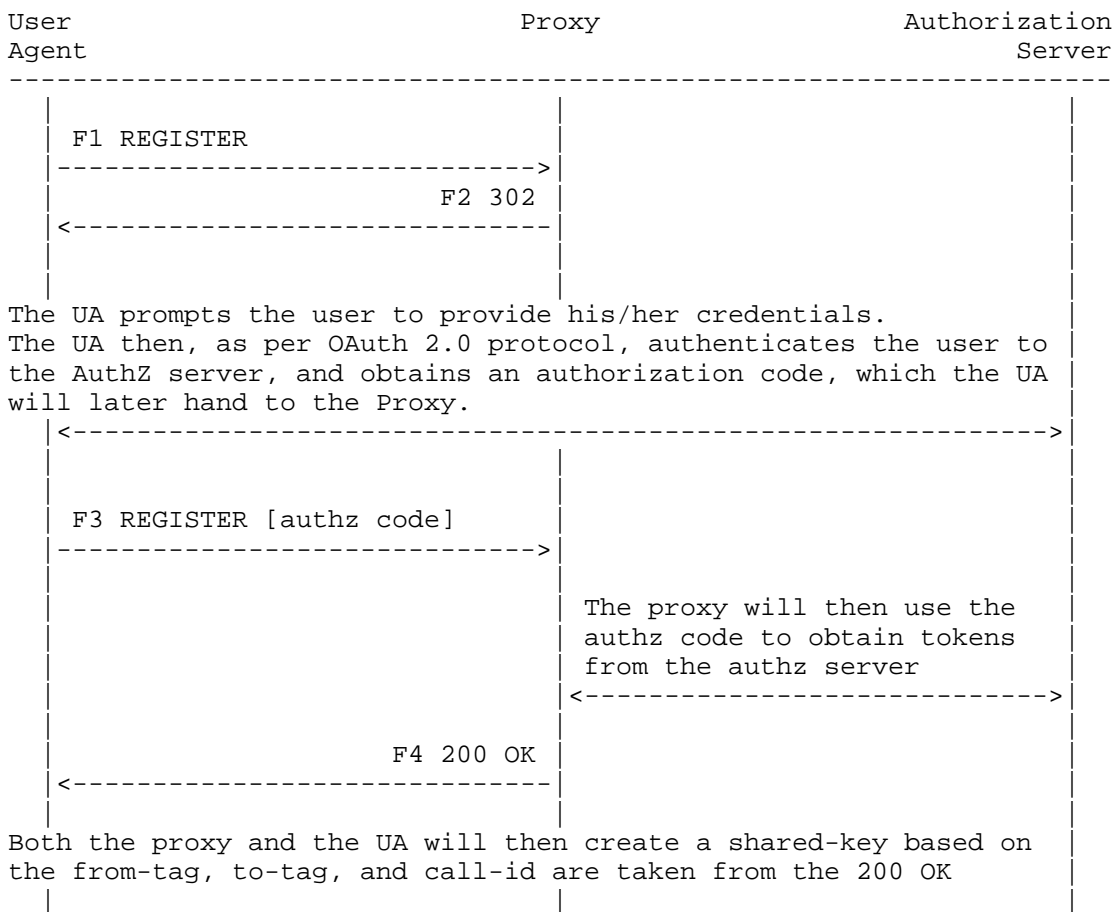 User Proxy Authorization
Agent Server
F1 REGISTER
F2 302
The UA prompts the user to provide his/her credentials.
The UA then, as per OAuth 2.0 protocol, authenticates the user to
the AuthZ server, and obtains an authorization code, which the UA
will later hand to the Proxy.
F3 REGISTER [authz code]
The proxy will then use the
authz code to obtain tokens
from the authz server
F4 200 OK
Both the proxy and the UA will then create a shared-key based on
the from-tag, to-tag, and call-id are taken from the 200 OK